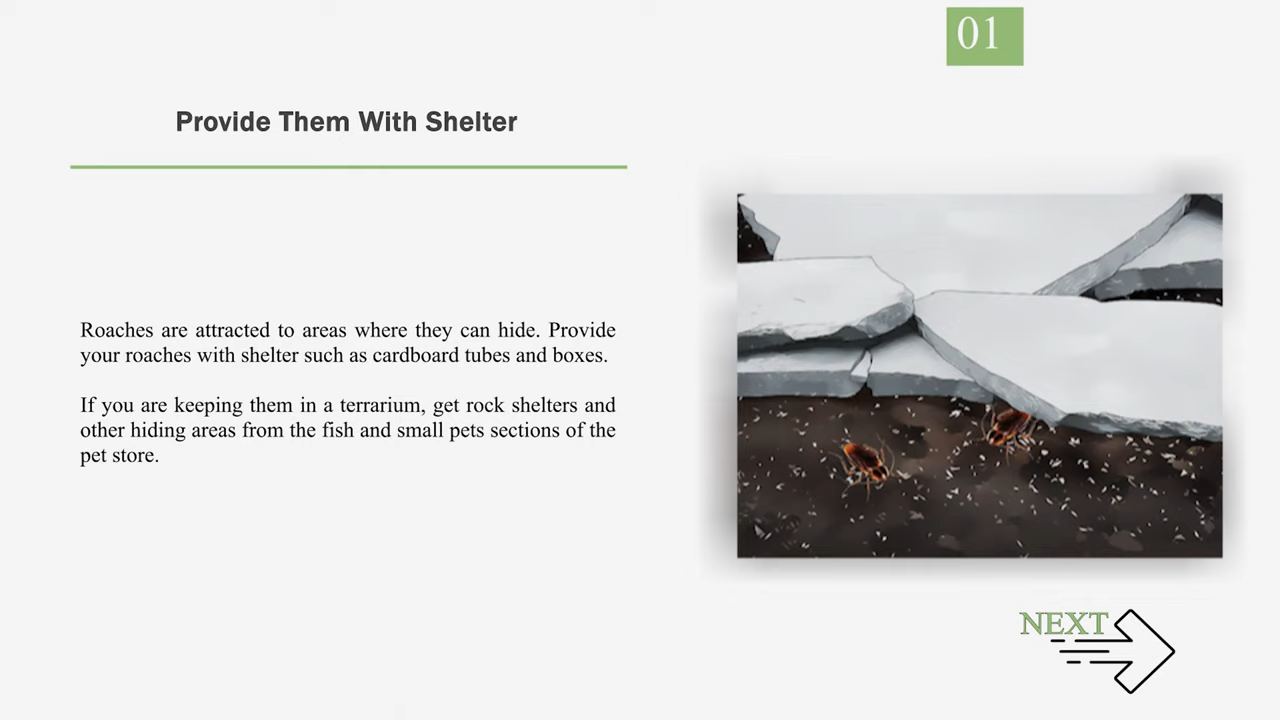 01
Provide Them With Shelter
Roaches are attracted to areas where they can hide. Provide
your roaches with shelter such as cardboard tubes and boxes.
If you are keeping them in a terrarium, get rock shelters and
other hiding areas from the fish and small pets sections of the
pet store.
NEXT